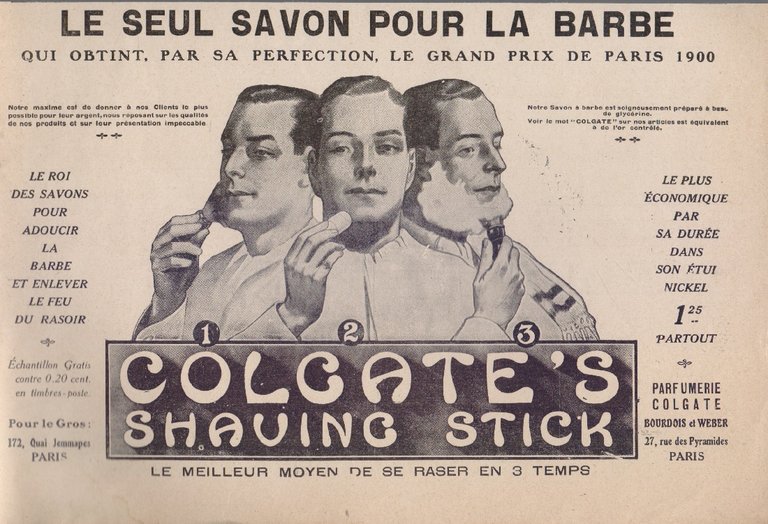 LE SEUL SAVON POUR LA BARBE
QUI OBTINT, PAR SA PERFECTION, LE GRAND PRIX DE PARIS 1900
Notre maxime est de donner à nos Clients le plus
possible pour leur argent, nous reposant sur les qualités
de nos produits et sur leur présentation impeccable.
Notre Savon à barbe est soigneusement préparé à base
de glycérine.
Voir le mot "COLGATE" sur nos articles est équivalent
à de l'or contrôlé.
LE ROI
DES SAVONS
POUR
ADOUCIR
LA
BARBE
ET ENLEVER
LE FEU
DU RASOIR
Échantillon Gratis
contre 0.20 cent.
en timbres-poste.
Pour le Gros:
172, Quai Jemmapes
PARIS
LE PLUS
ÉCONOMIQUE
PAR
SA DURÉE
DANS
SON ÉTUI
NICKEL
1 25
PARTOUT
PARFUMERIE
COLGATE
BOURDOIS et WEBER
27, rue des Pyramides
PARIS
1 2 3
COLGATE'S
SHAVING STICK
LE MEILLEUR MOYEN DE SE RASER EN 3 TEMPS